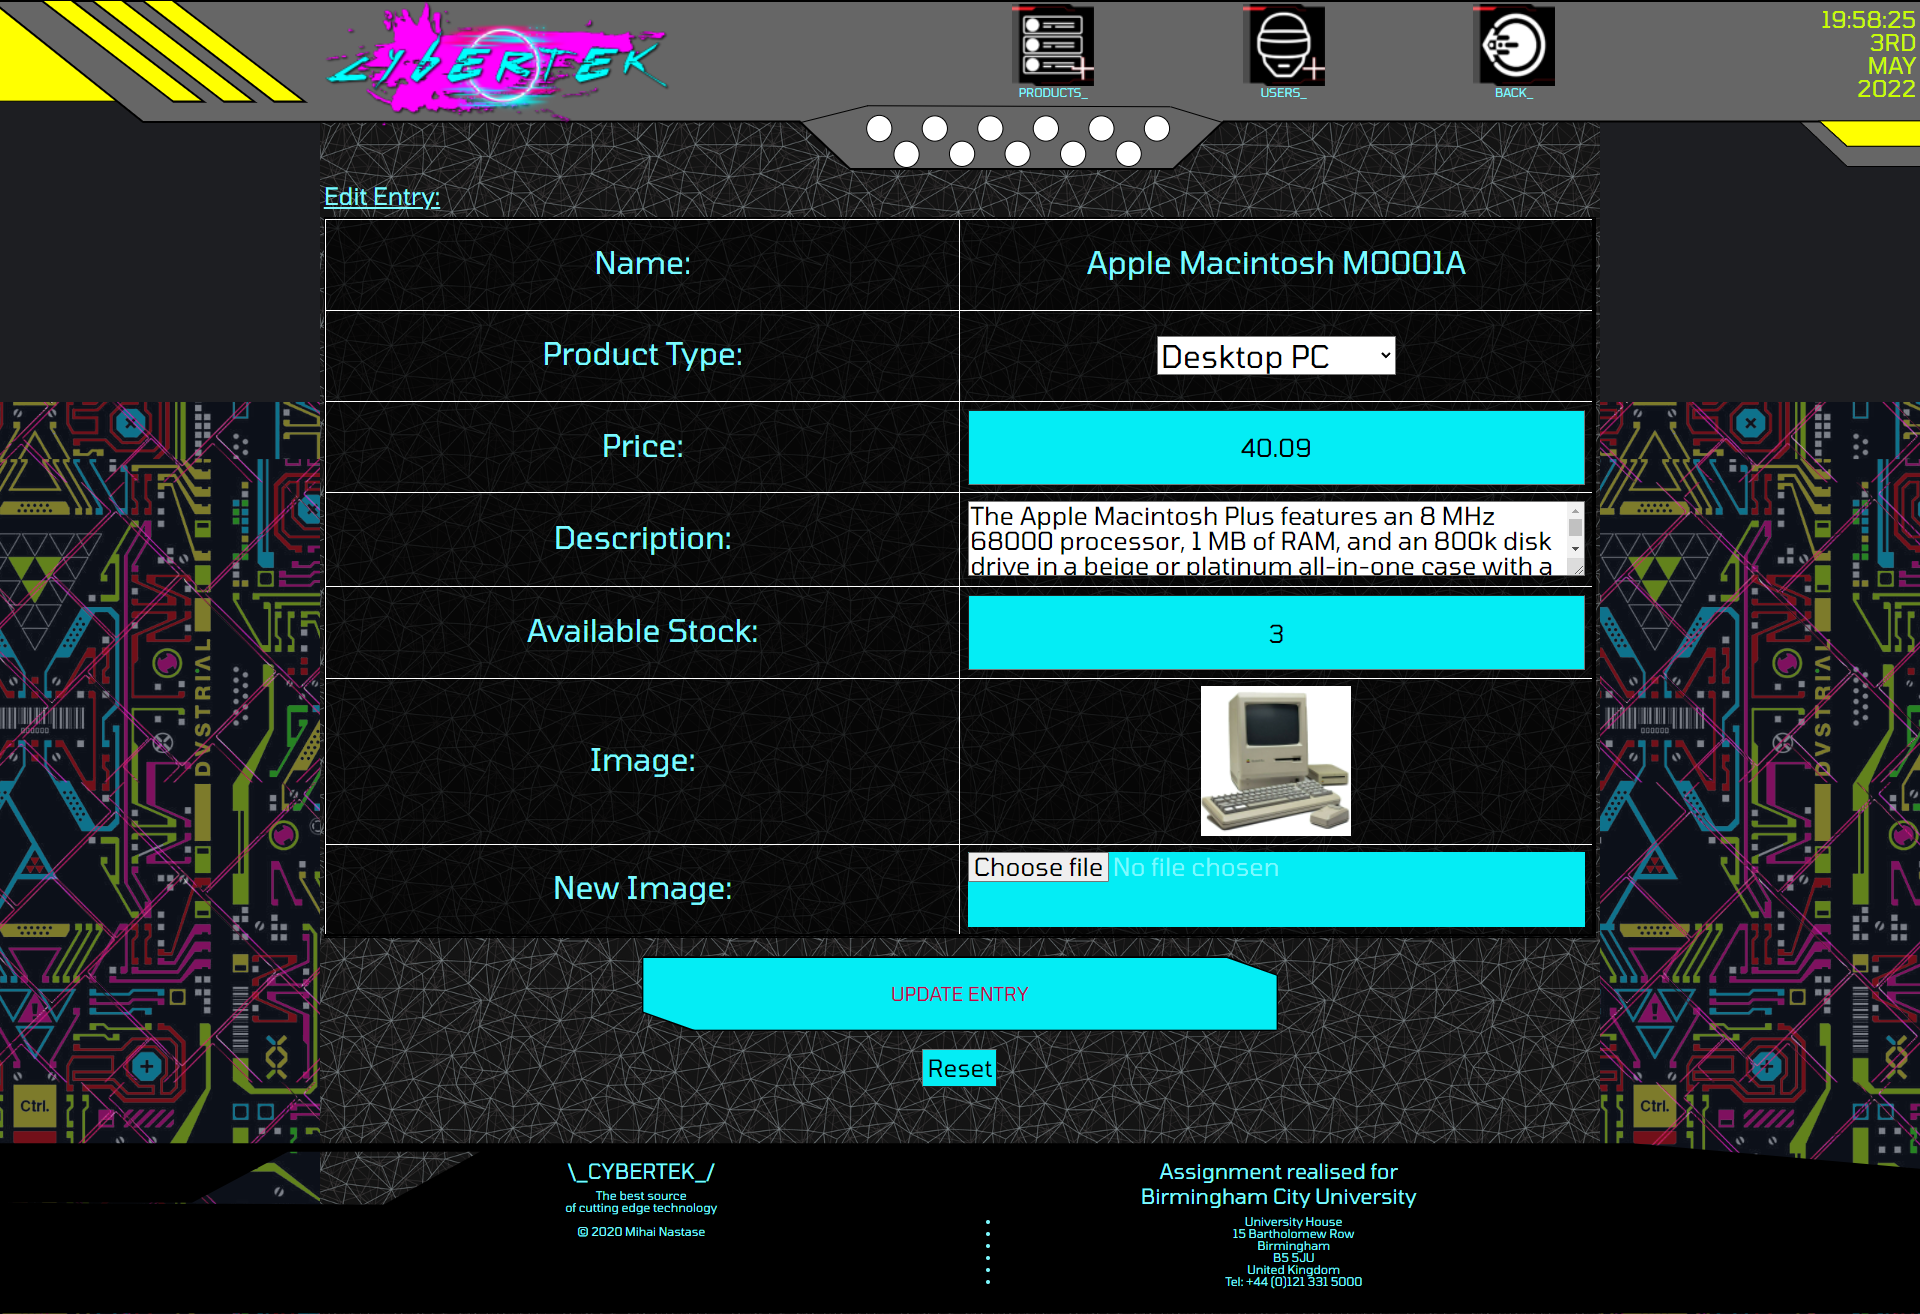 CYBERTEK
PRODUCTS_
USERS_
BACK_
19:58:25
3RD
MAY
2022
Edit Entry:
Name:
Apple Macintosh M0001A
Product Type:
Desktop PC
Price:
40.09
Description:
The Apple Macintosh Plus features an 8 MHz
68000 processor, 1 MB of RAM, and an 800k disk
drive in a beige or platinum all-in-one case with a
Available Stock:
3
Image:
New Image:
Choose file No file chosen
UPDATE ENTRY
Reset
DVSTRIAL
DVSTRIAL
Ctrl.
Ctrl.
\_CYBERTEK_/
The best source
of cutting edge technology
© 2020 Mihai Nastase
Assignment realised for
Birmingham City University
University House
15 Bartholomew Row
Birmingham
B5 5JU
United Kingdom
Tel: +44 (0)121 331 5000